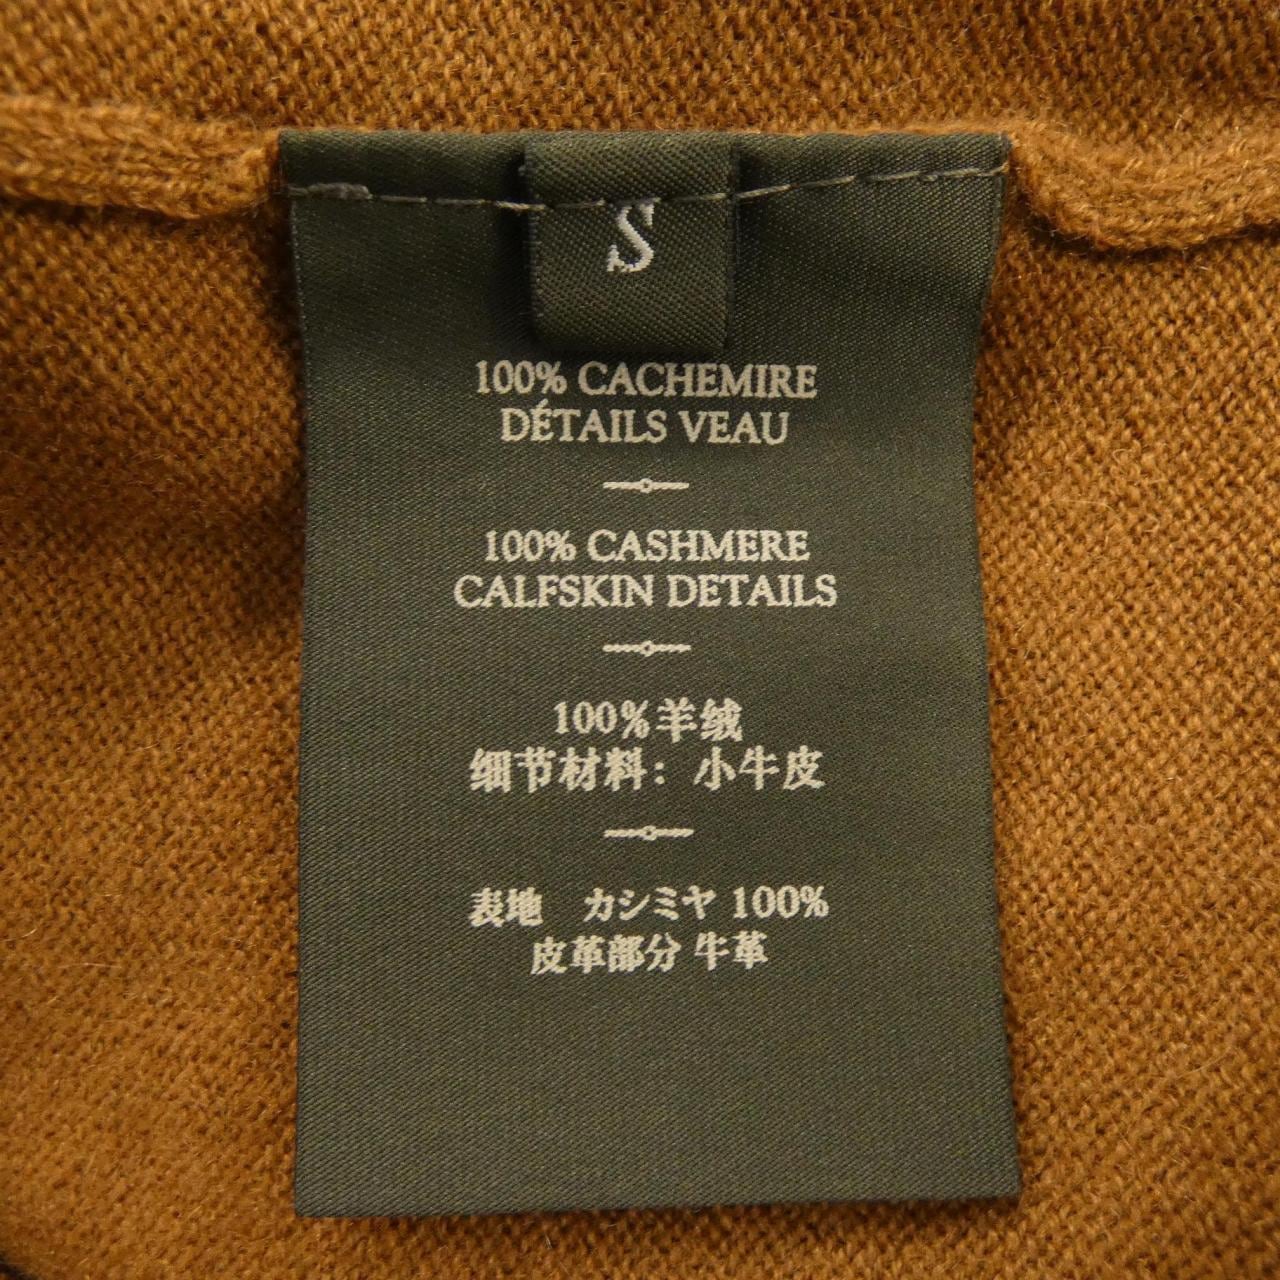 S
100% CACHEMIRE
DÉTAILS VEAU
100% CASHMERE
CALFSKIN DETAILS
100%羊绒
细节材料：小牛皮
表地　カシミヤ 100%
皮革部分 牛革